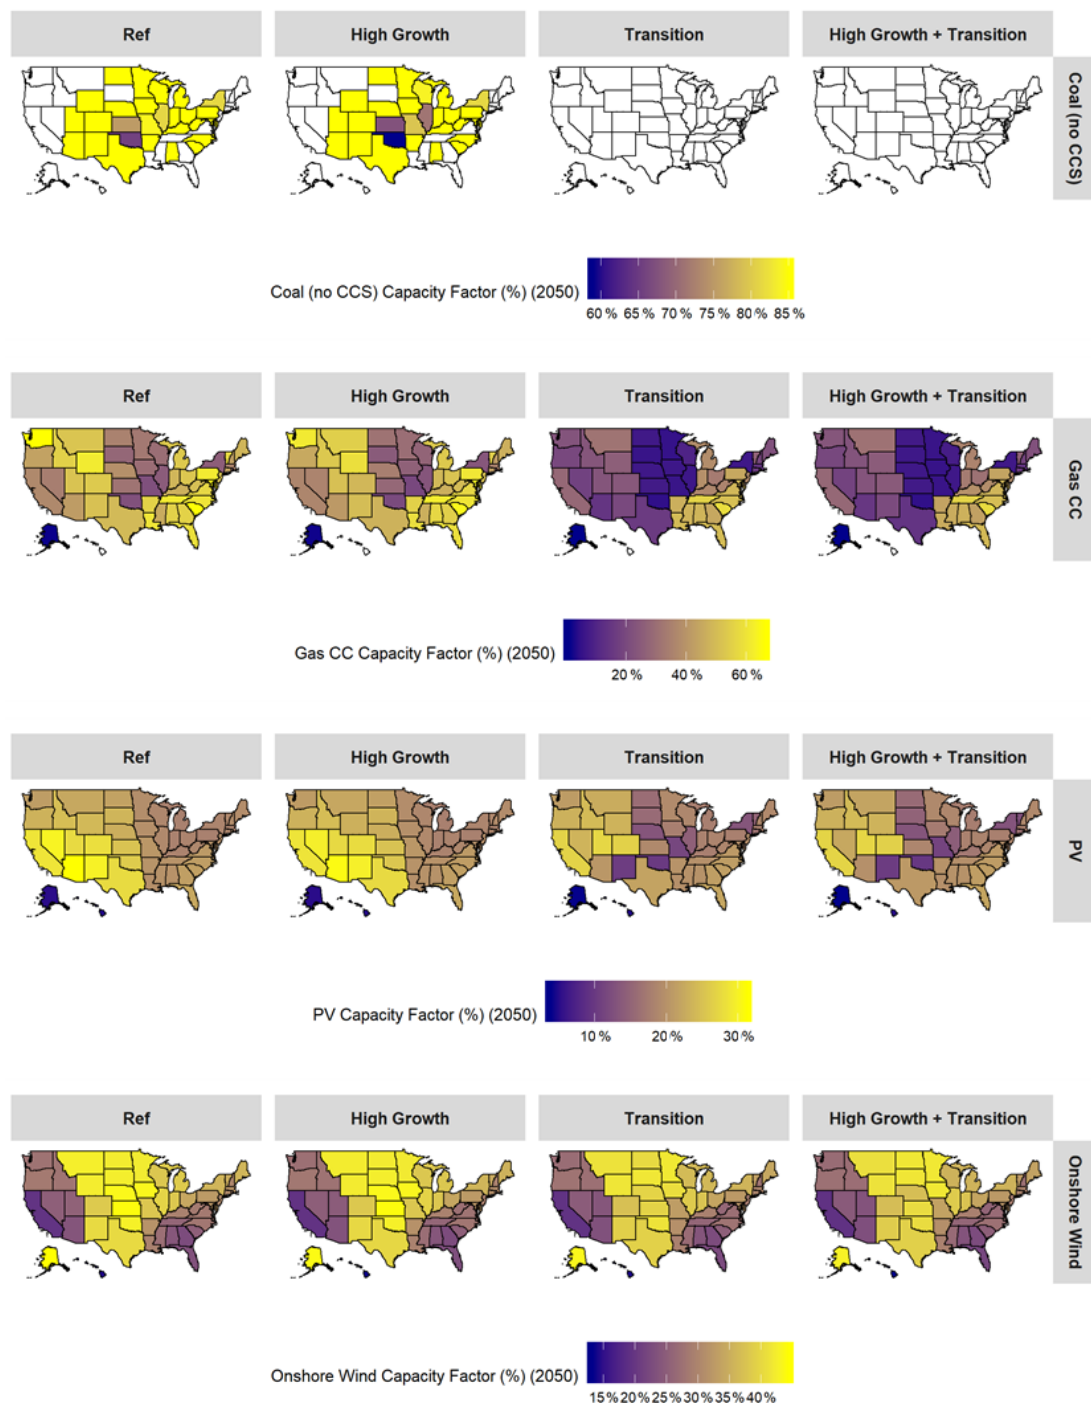 Ref High Growth Transition High Growth + Transition
Coal (no CCS)
Coal (no CCS) Capacity Factor (%) (2050)
60 % 65 % 70 % 75 % 80 % 85 %
Ref High Growth Transition High Growth + Transition
Gas CC
Gas CC Capacity Factor (%) (2050)
20 % 40 % 60 %
Ref High Growth Transition High Growth + Transition
PV
PV Capacity Factor (%) (2050)
10 % 20 % 30 %
Ref High Growth Transition High Growth + Transition
Onshore Wind
Onshore Wind Capacity Factor (%) (2050)
15% 20% 25% 30% 35% 40%